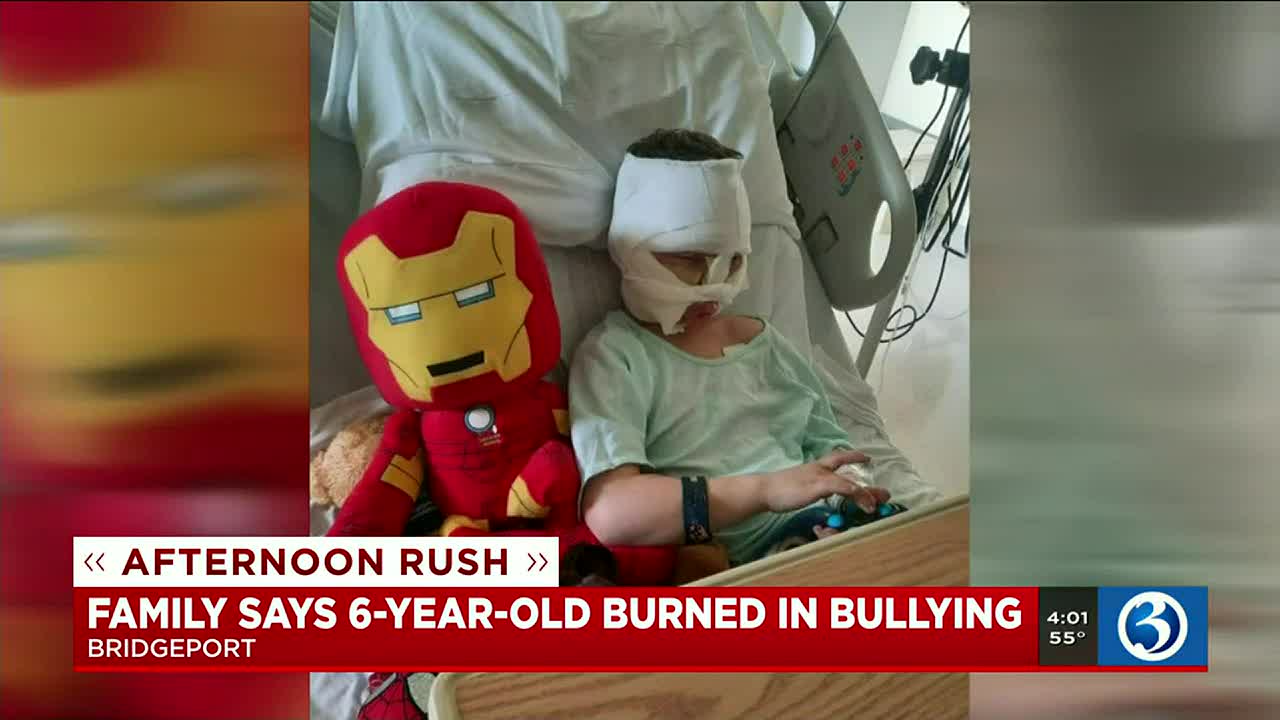 « AFTERNOON RUSH »
FAMILY SAYS 6-YEAR-OLD BURNED IN BULLYING
BRIDGEPORT
4:01
55°
3